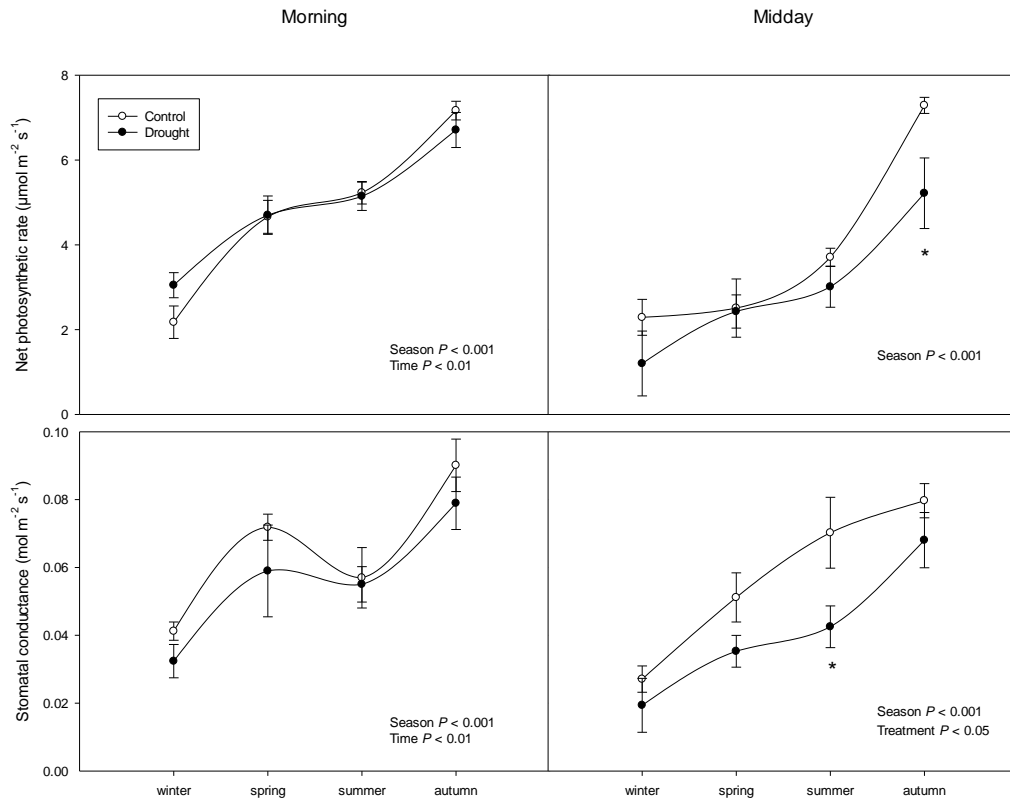 Morning
Midday
Net photosynthetic rate (µmol m-2 s-1)
8
6
4
2
0
Control
Drought
Season P < 0.001
Time P < 0.01
*
Season P < 0.001
Stomatal conductance (mol m-2 s-1)
0.10
0.08
0.06
0.04
0.02
0.00
Season P < 0.001
Time P < 0.01
*
Season P < 0.001
Treatment P < 0.05
winter spring summer autumn
winter spring summer autumn